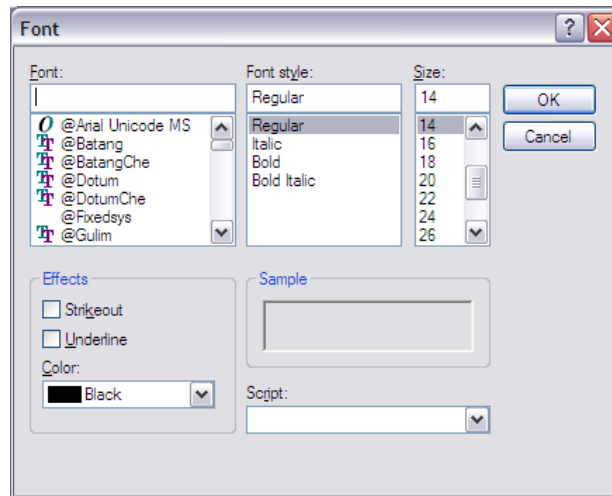 Font
Font:
@Arial Unicode MS
@Batang
@BatangChe
@Dotum
@DotumChe
@Fixedsys
@Gulim
Font style:
Regular
Regular
Italic
Bold
Bold Italic
Size:
14
14
16
18
20
22
24
26
OK
Cancel
Effects
Strikeout
Underline
Color:
Black
Sample
Script: